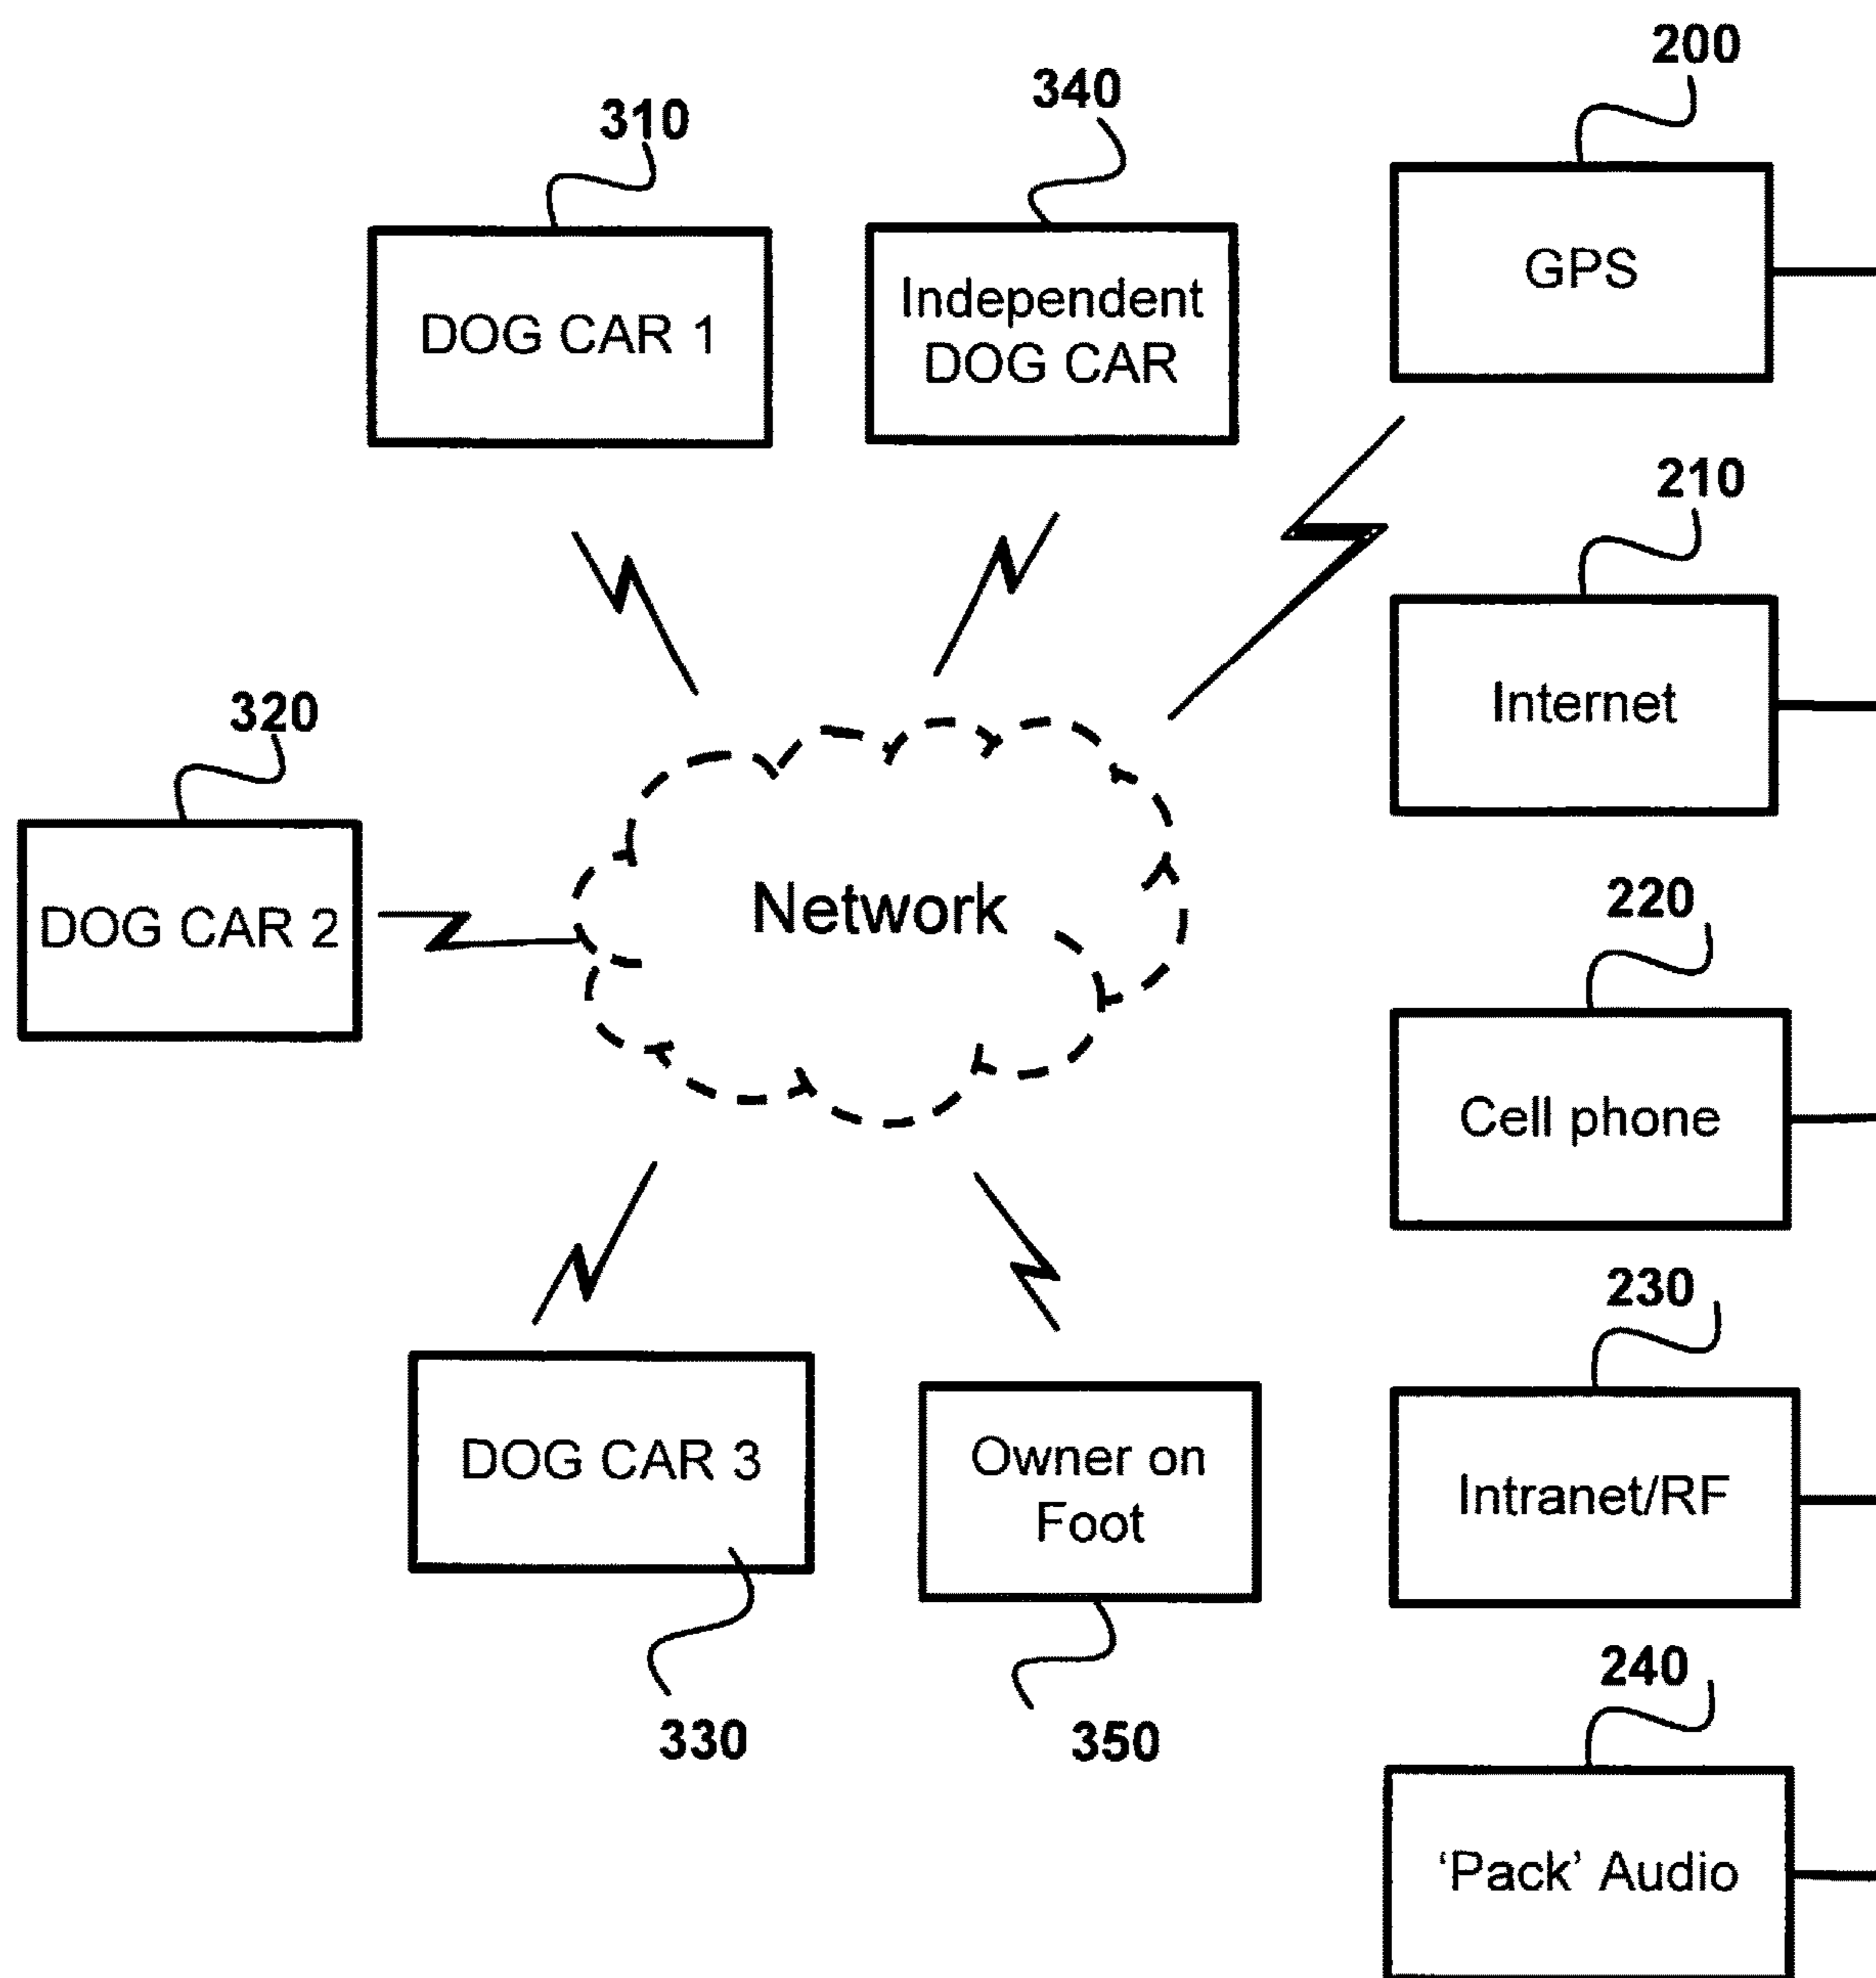 200
340
310
GPS
Independent
DOG CAR
DOG CAR 1
210
Internet
320
220
Network
DOG CAR 2
Cell phone
230
Owner on
Foot
DOG CAR 3
Intranet/RF
240
330
350
'Pack' Audio